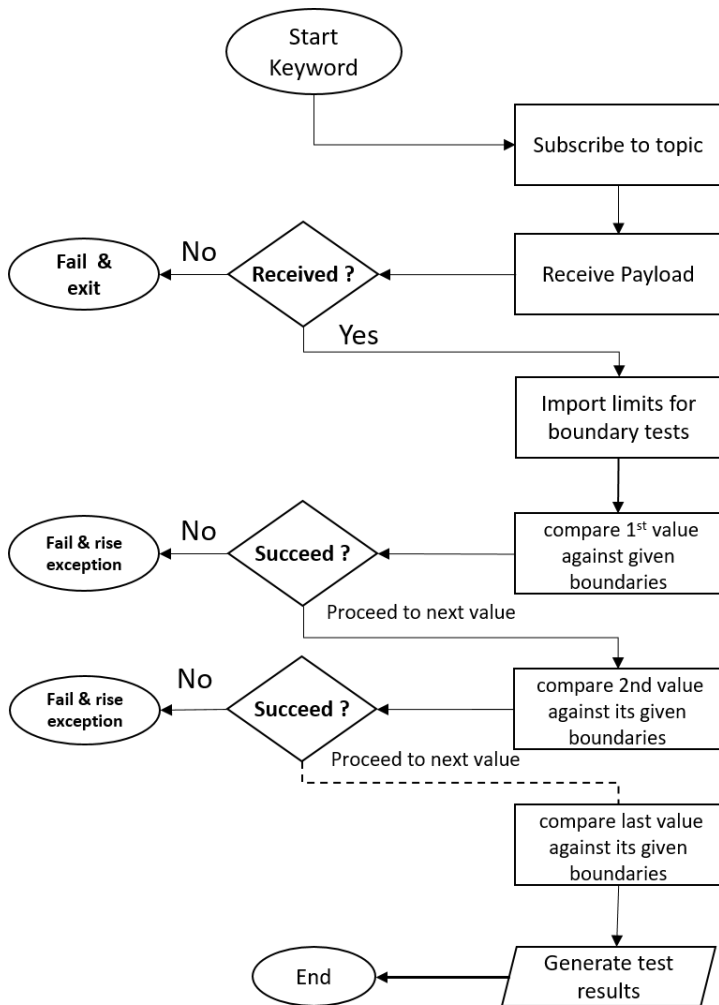 Start
Keyword
Subscribe to topic
No
Fail &
exit
Received ?
Receive Payload
Yes
Import limits for
boundary tests
No
Fail & rise
exception
Succeed ?
compare 1st value
against given
boundaries
Proceed to next value
No
Fail & rise
exception
Succeed ?
compare 2nd value
against its given
boundaries
Proceed to next value
compare last value
against its given
boundaries
End
Generate test
results